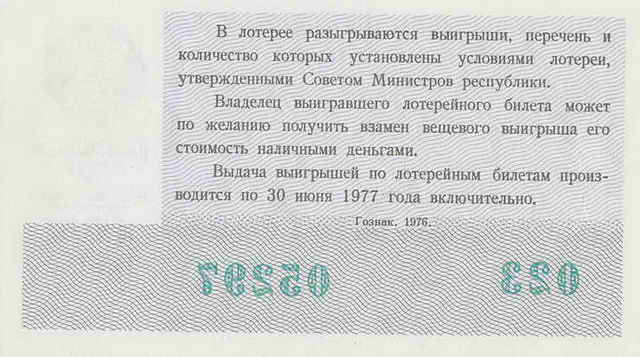 В лотерее разыгрываются выигрыши, перечень и
количество которых установлены условиями лотереи,
утвержденными Советом Министров республики.
Владелец выигравшего лотерейного билета может
по желанию получить взамен вещевого выигрыша его
стоимость наличными деньгами.
Выдача выигрышей по лотерейным билетам произ-
водится по 30 июня 1977 года включительно.
Гознак. 1976.
05297 023